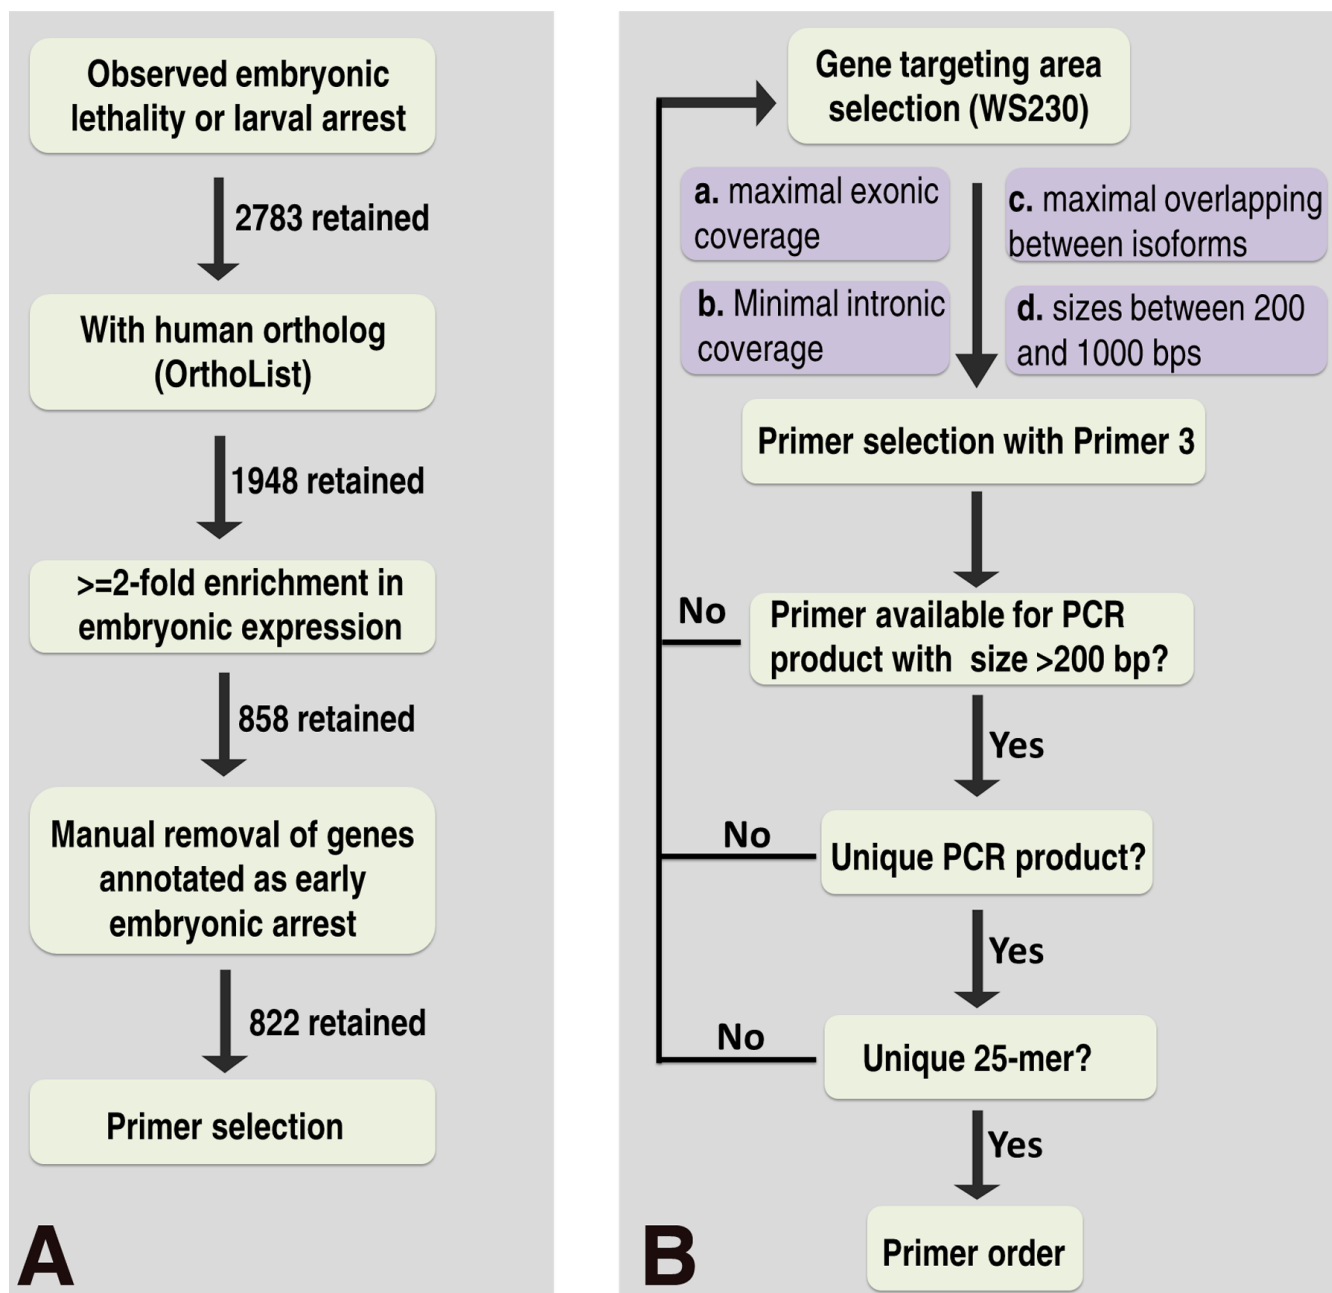 Observed embryonic
lethality or larval arrest
2783 retained
With human ortholog
(OrthoList)
1948 retained
>=2-fold enrichment in
embryonic expression
858 retained
Manual removal of genes
annotated as early
embryonic arrest
822 retained
Primer selection
A
Gene targeting area
selection (WS230)
a. maximal exonic
coverage
b. Minimal intronic
coverage
c. maximal overlapping
between isoforms
d. sizes between 200
and 1000 bps
Primer selection with Primer 3
No
Primer available for PCR
product with size >200 bp?
Yes
No
Unique PCR product?
Yes
No
Unique 25-mer?
Yes
Primer order
B